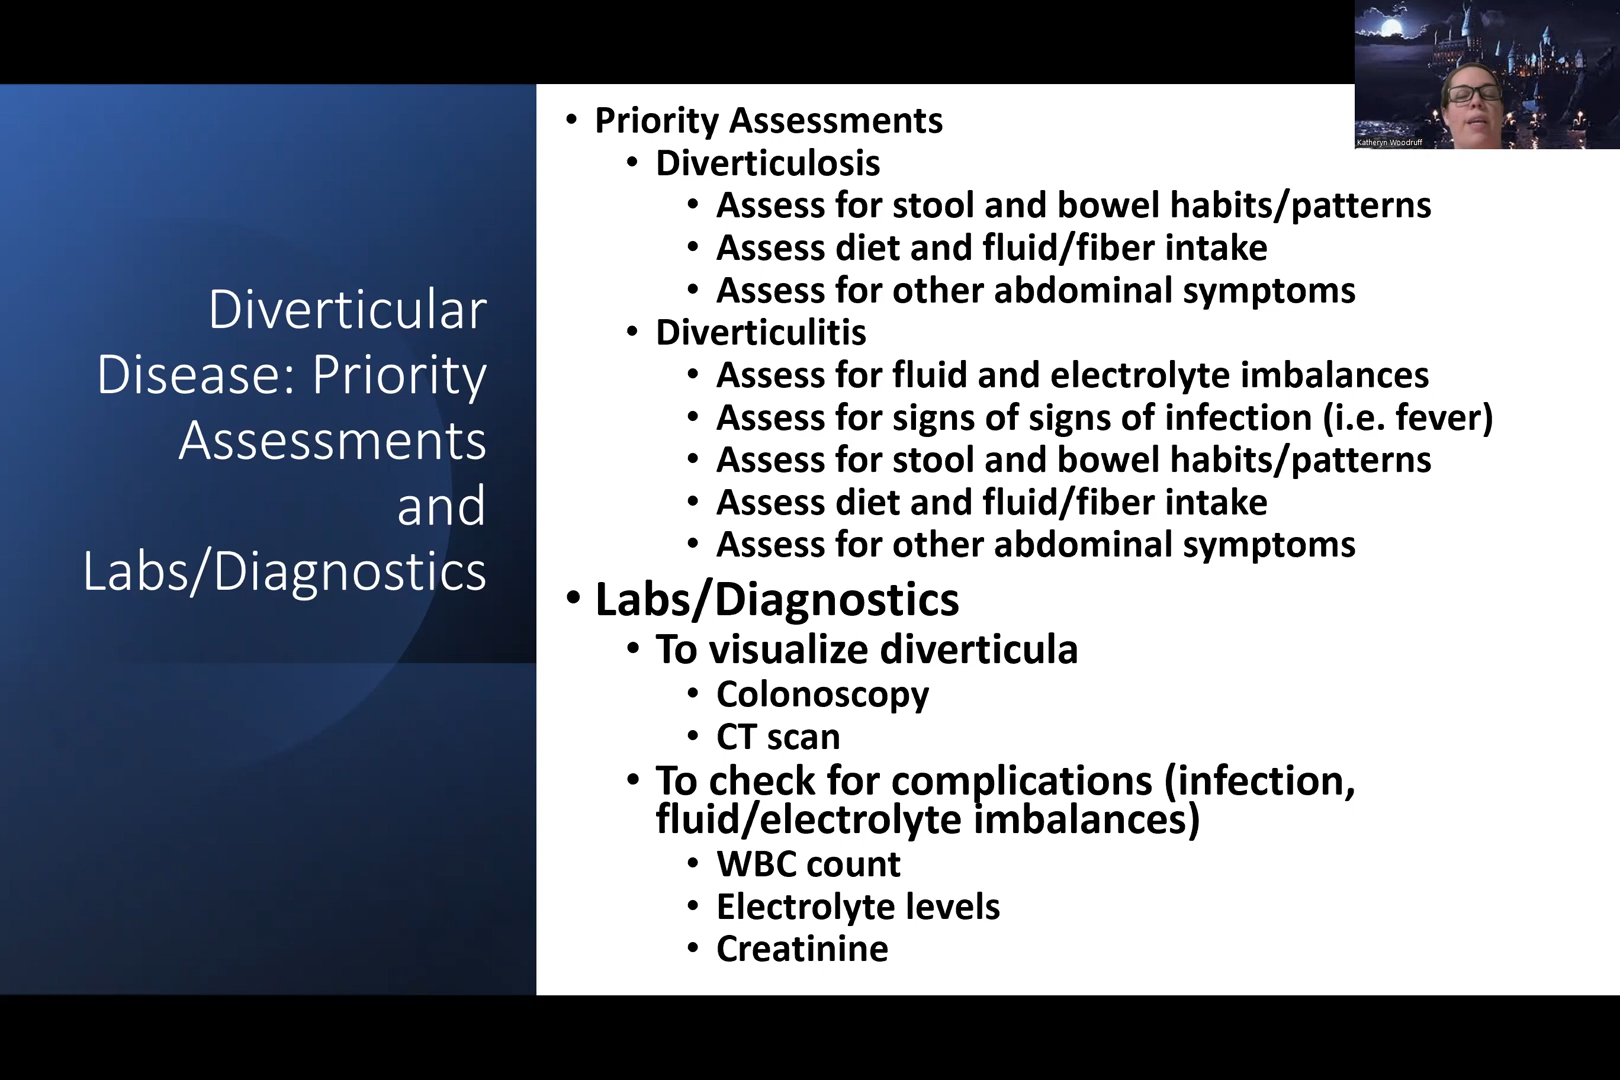 Diverticular
Disease: Priority
Assessments
and
Labs/Diagnostics
• Priority Assessments
• Diverticulosis
• Assess for stool and bowel habits/patterns
• Assess diet and fluid/fiber intake
• Assess for other abdominal symptoms
• Diverticulitis
• Assess for fluid and electrolyte imbalances
• Assess for signs of signs of infection (i.e. fever)
• Assess for stool and bowel habits/patterns
• Assess diet and fluid/fiber intake
• Assess for other abdominal symptoms
• Labs/Diagnostics
• To visualize diverticula
• Colonoscopy
• CT scan
• To check for complications (infection,
fluid/electrolyte imbalances)
• WBC count
• Electrolyte levels
• Creatinine
Katheryn Woodruff